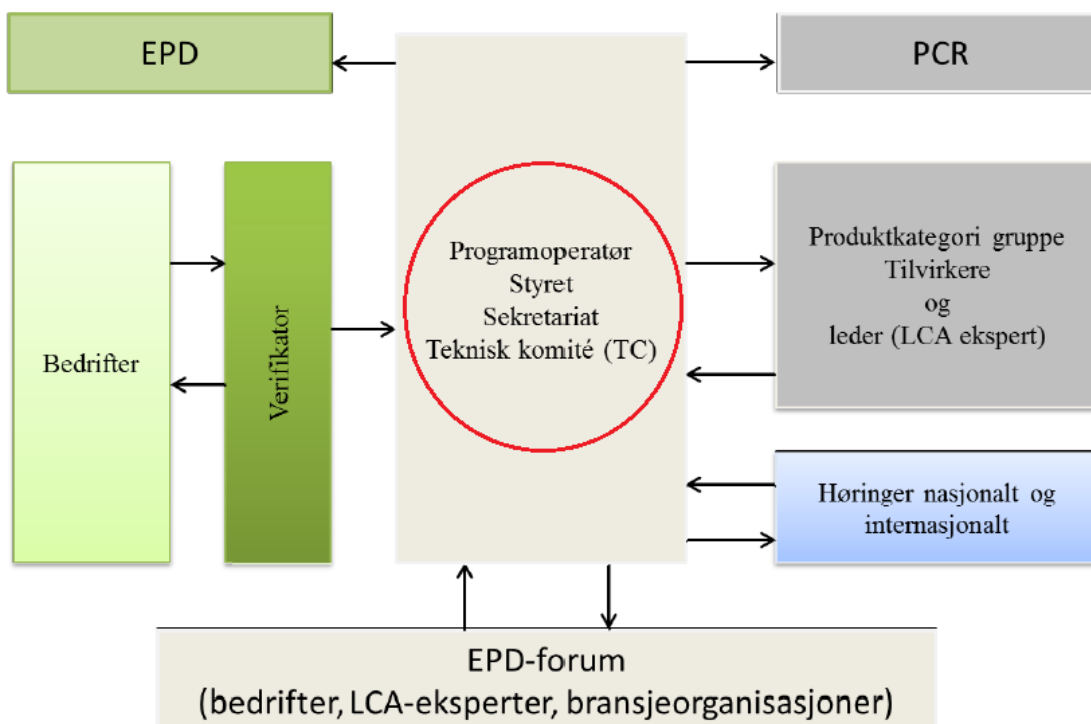 EPD
PCR
Bedrifter
Verifikator
Programoperatør
Styret
Sekretariat
Teknisk komité (TC)
Produktkategori gruppe
Tilvirkere
og
leder (LCA ekspert)
Høringer nasjonalt og
internasjonalt
EPD-forum
(bedrifter, LCA-eksperter, bransjeorganisasjoner)